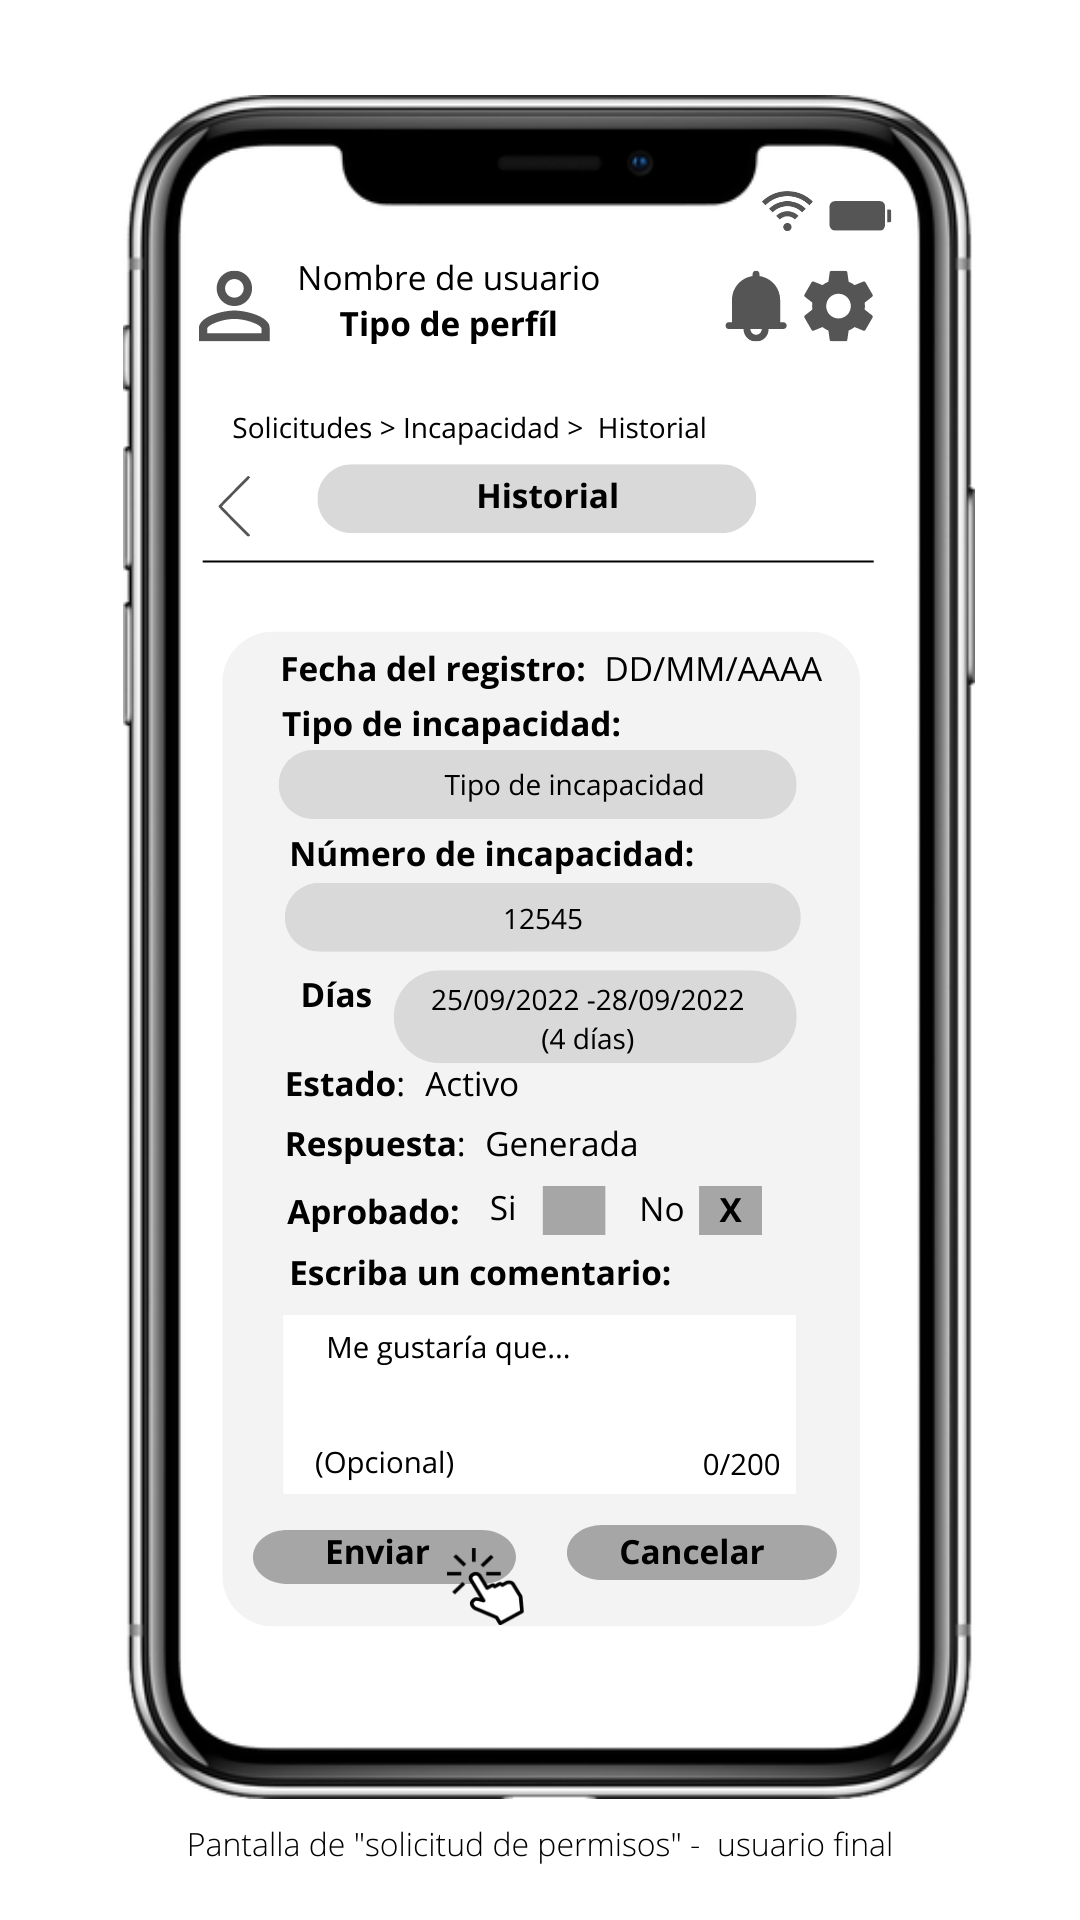 Nombre de usuario
Tipo de perfíl
Solicitudes > Incapacidad >  Historial
Historial
Fecha del registro:  DD/MM/AAAA
Tipo de incapacidad:
Tipo de incapacidad
Número de incapacidad:
12545
Días
25/09/2022 -28/09/2022
(4 días)
Estado:  Activo
Respuesta:  Generada
Aprobado:  Si  No  X
Escriba un comentario:
Me gustaría que...
(Opcional)  0/200
Enviar  Cancelar
Pantalla de "solicitud de permisos" -  usuario final